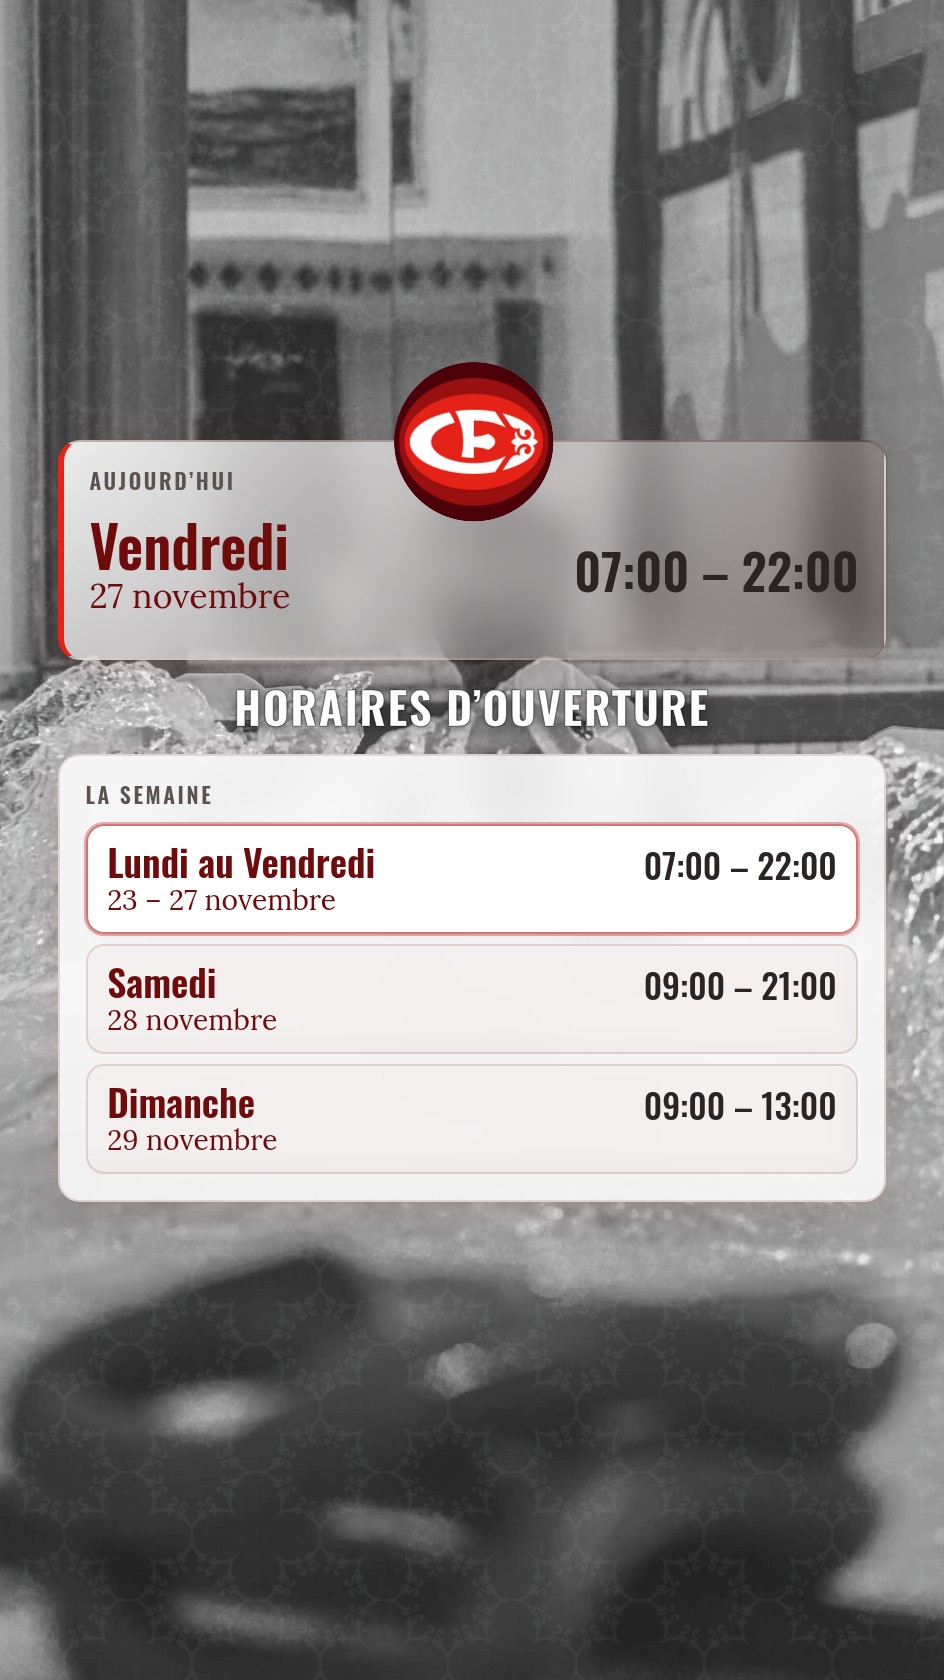 CF
AUJOURD’HUI
Vendredi
27 novembre
07:00 – 22:00
HORAIRES D’OUVERTURE
LA SEMAINE
Lundi au Vendredi
23 – 27 novembre
07:00 – 22:00
Samedi
28 novembre
09:00 – 21:00
Dimanche
29 novembre
09:00 – 13:00